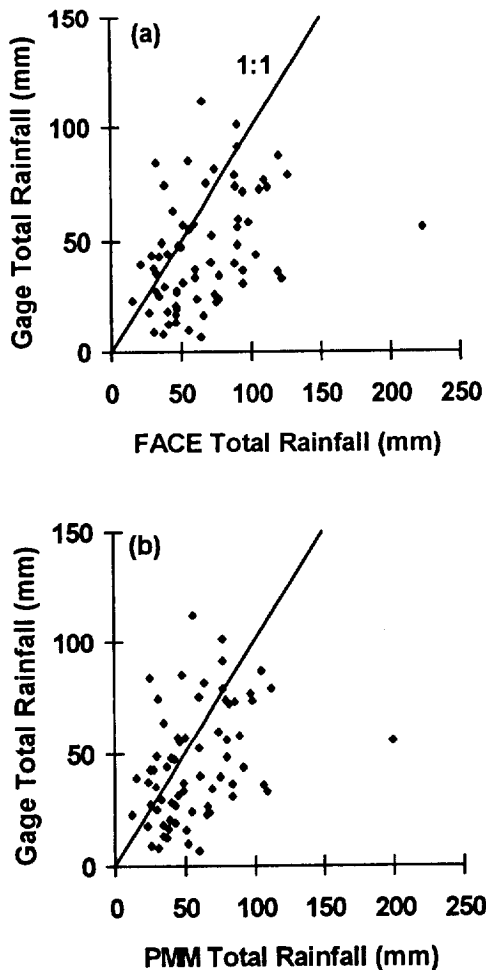 (a)
1:1
Gage Total Rainfall (mm)
150
100
50
0
0 50 100 150 200 250
FACE Total Rainfall (mm)
(b)
Gage Total Rainfall (mm)
150
100
50
0
0 50 100 150 200 250
PMM Total Rainfall (mm)